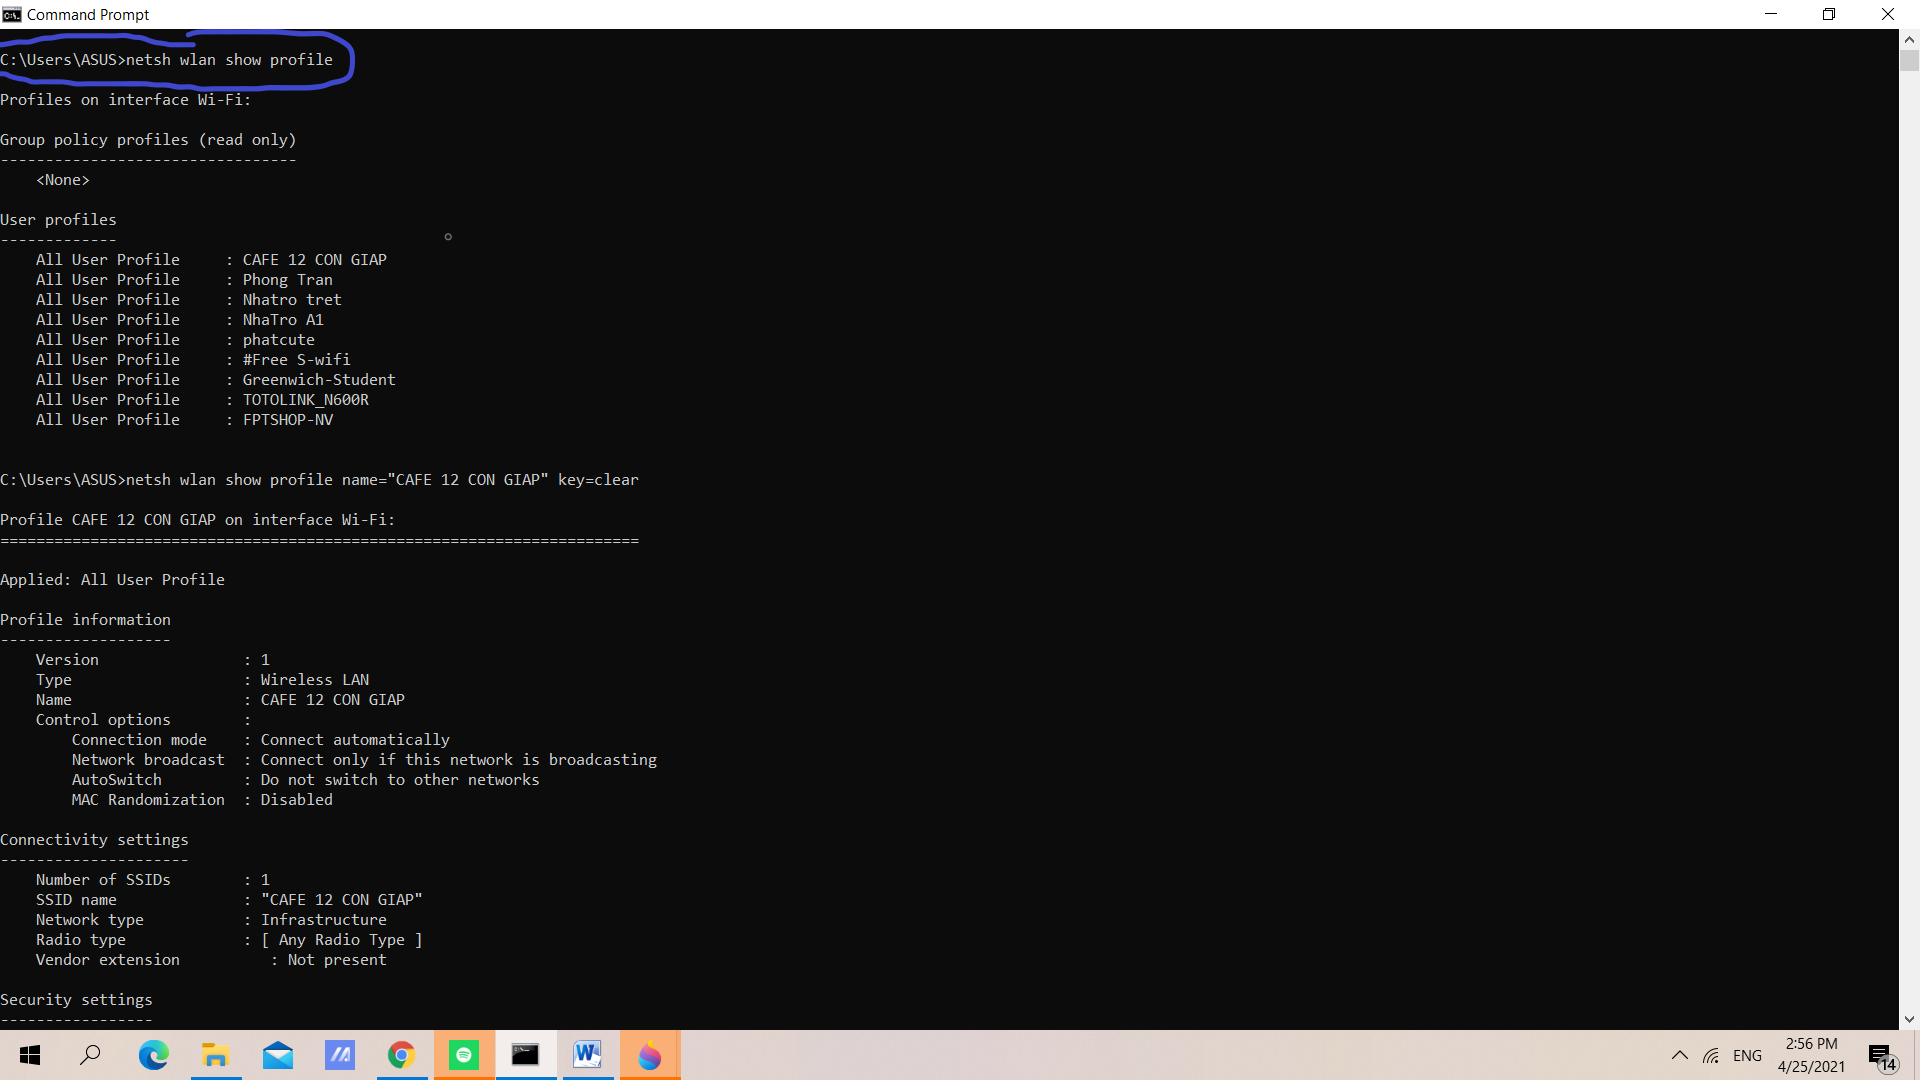 Command Prompt
C:\Users\ASUS>netsh wlan show profile
Profiles on interface Wi-Fi:
Group policy profiles (read only)
---------------------------------
    <None>
User profiles
-------------
    All User Profile     : CAFE 12 CON GIAP
    All User Profile     : Phong Tran
    All User Profile     : Nhatro tret
    All User Profile     : NhaTro A1
    All User Profile     : phatcute
    All User Profile     : #Free S-wifi
    All User Profile     : Greenwich-Student
    All User Profile     : TOTOLINK_N600R
    All User Profile     : FPTSHOP-NV
C:\Users\ASUS>netsh wlan show profile name="CAFE 12 CON GIAP" key=clear
Profile CAFE 12 CON GIAP on interface Wi-Fi:
=======================================================================
Applied: All User Profile
Profile information
-------------------
    Version                : 1
    Type                   : Wireless LAN
    Name                   : CAFE 12 CON GIAP
    Control options        :
        Connection mode    : Connect automatically
        Network broadcast  : Connect only if this network is broadcasting
        AutoSwitch         : Do not switch to other networks
        MAC Randomization  : Disabled
Connectivity settings
---------------------
    Number of SSIDs        : 1
    SSID name              : "CAFE 12 CON GIAP"
    Network type           : Infrastructure
    Radio type             : [ Any Radio Type ]
    Vendor extension          : Not present
Security settings
-----------------
ENG
2:56 PM
4/25/2021
14